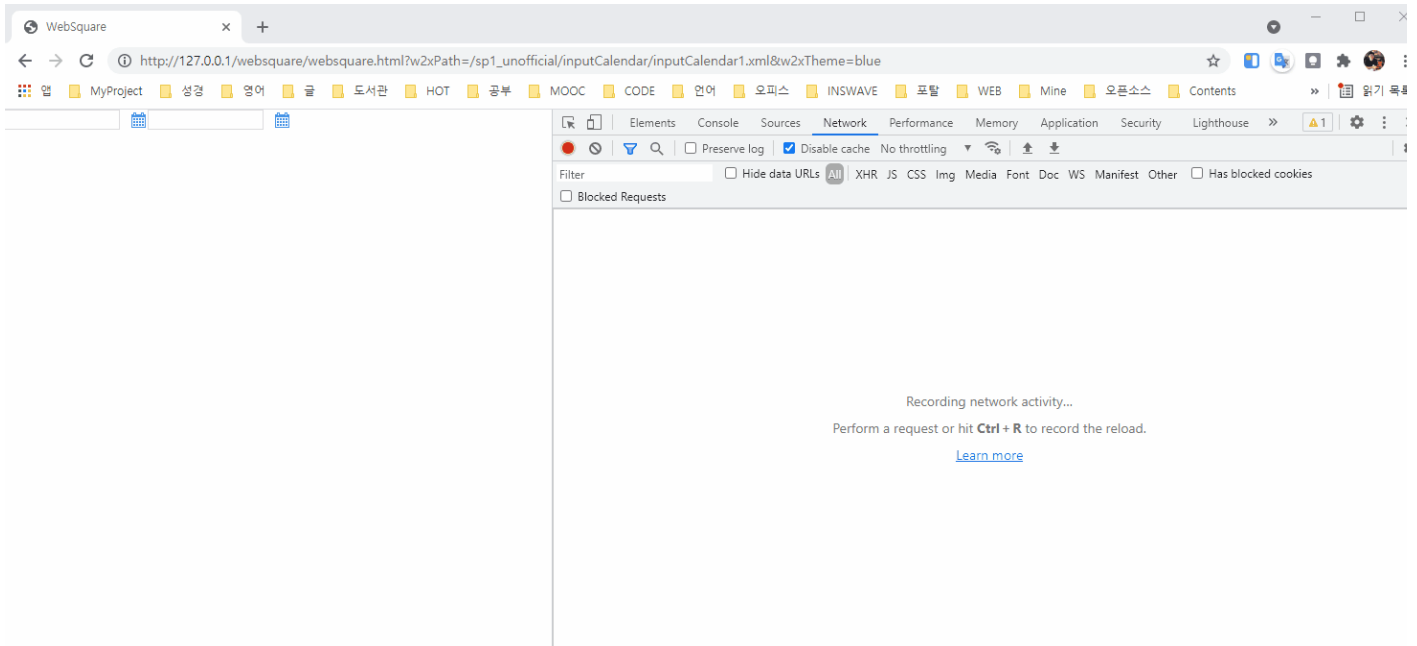 WebSquare
http://127.0.0.1/websquare/websquare.html?w2xPath=/sp1_unofficial/inputCalendar/inputCalendar1.xml&w2xTheme=blue
앱 MyProject 성경 영어 글 도서관 HOT 공부 MOOC CODE 언어 오피스 INSWAVE 포탈 WEB Mine 오픈소스 Contents » 읽기 목록
Elements Console Sources Network Performance Memory Application Security Lighthouse » 1
Preserve log Disable cache No throttling
Filter Hide data URLs All XHR JS CSS Img Media Font Doc WS Manifest Other Has blocked cookies
Blocked Requests
Recording network activity...
Perform a request or hit Ctrl + R to record the reload.
Learn more